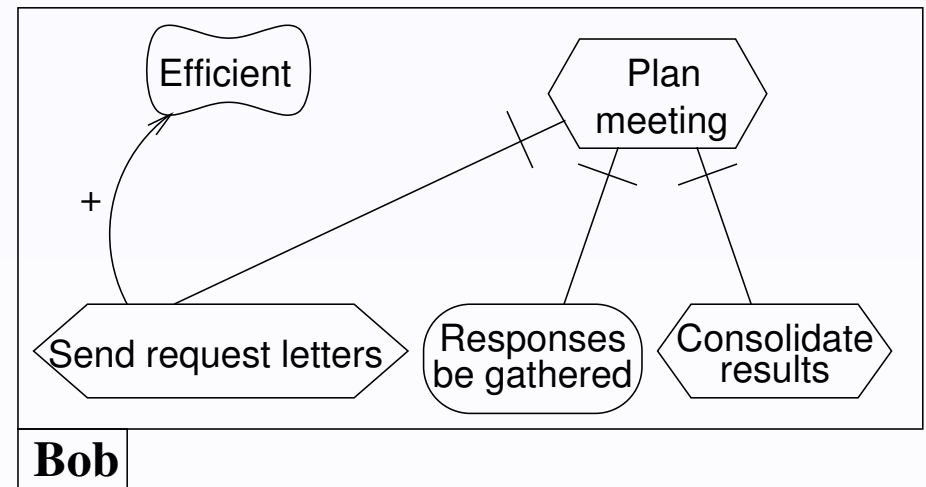 Efficient
Plan
meeting
+
Send request letters
Responses
be gathered
Consolidate
results
Bob